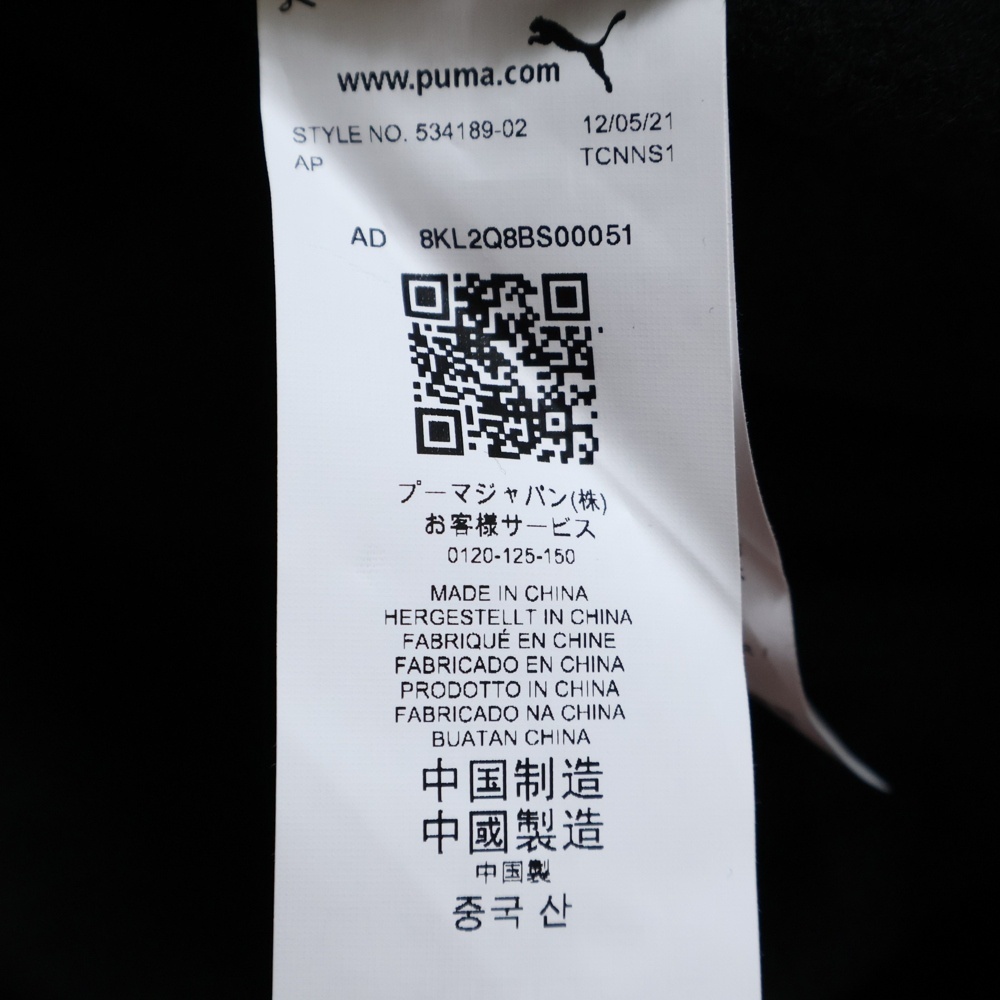 www.puma.com
STYLE NO. 534189-02 12/05/21
AP TCNNS1
AD 8KL2Q8BS00051
プーマジャパン(株)
お客様サービス
0120-125-150
MADE IN CHINA
HERGESTELLT IN CHINA
FABRIQUÉ EN CHINE
FABRICADO EN CHINA
PRODOTTO IN CHINA
FABRICADO NA CHINA
BUATAN CHINA
中国制造
中國製造
中国製
중국 산